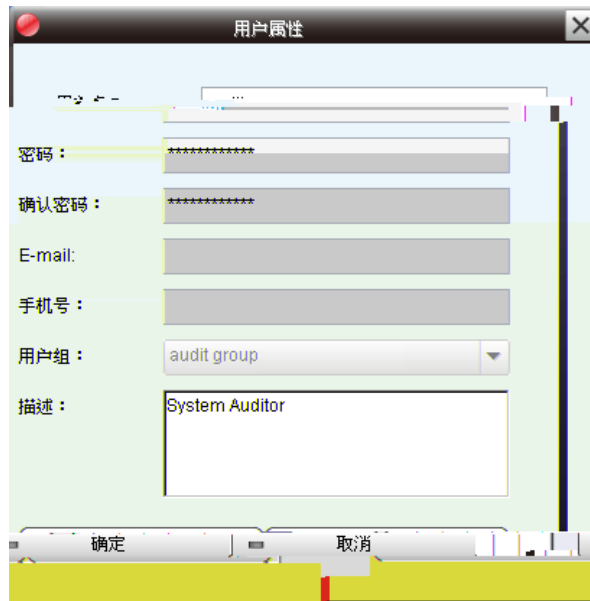 用户属性
密码： ************
确认密码： ************
E-mail:
手机号：
用户组： audit group
描述： System Auditor
确定 取消